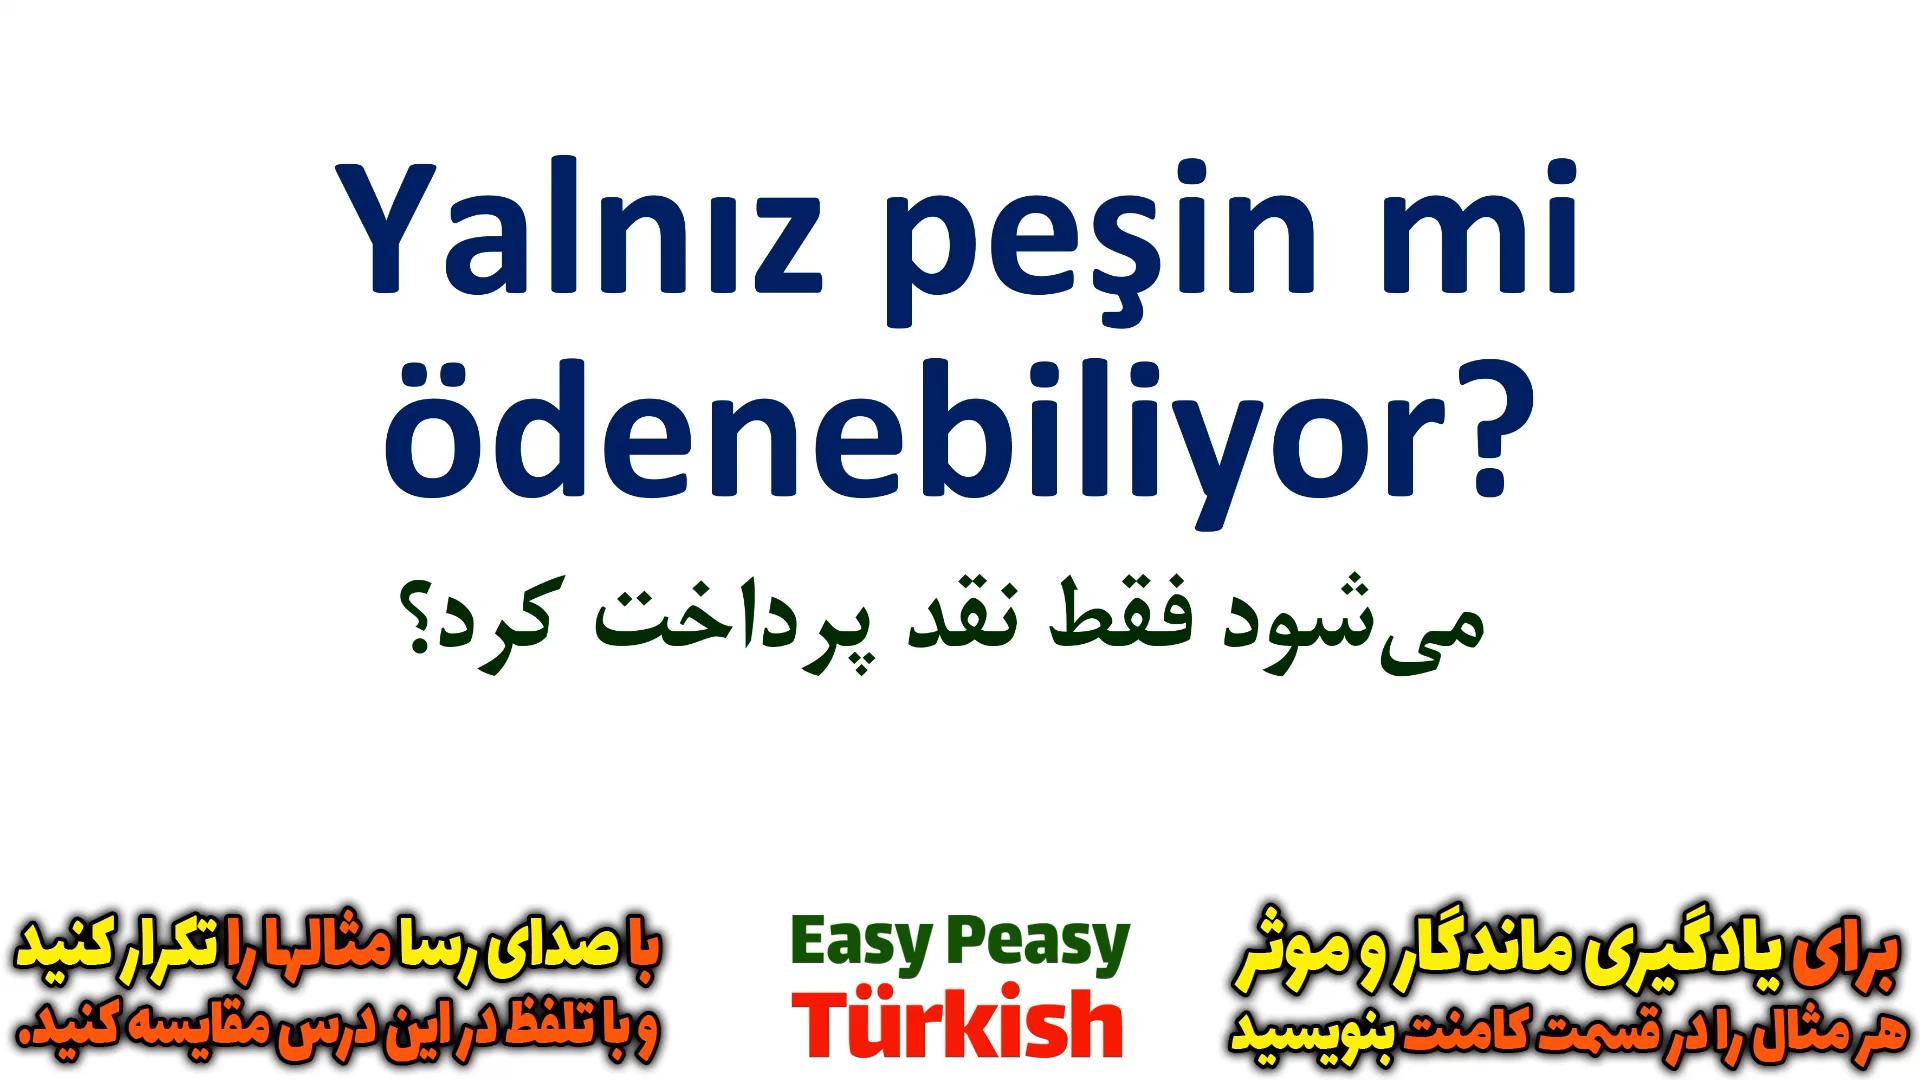 Yalnız peşin mi
ödenebiliyor?
می‌شود فقط نقد پرداخت کرد؟
برای یادگیری ماندگار و موثر
هر مثال را در قسمت کامنت بنویسید
Easy Peasy
Türkish
با صدای رسا مثالها را تکرار کنید
و با تلفظ در این درس مقایسه کنید.